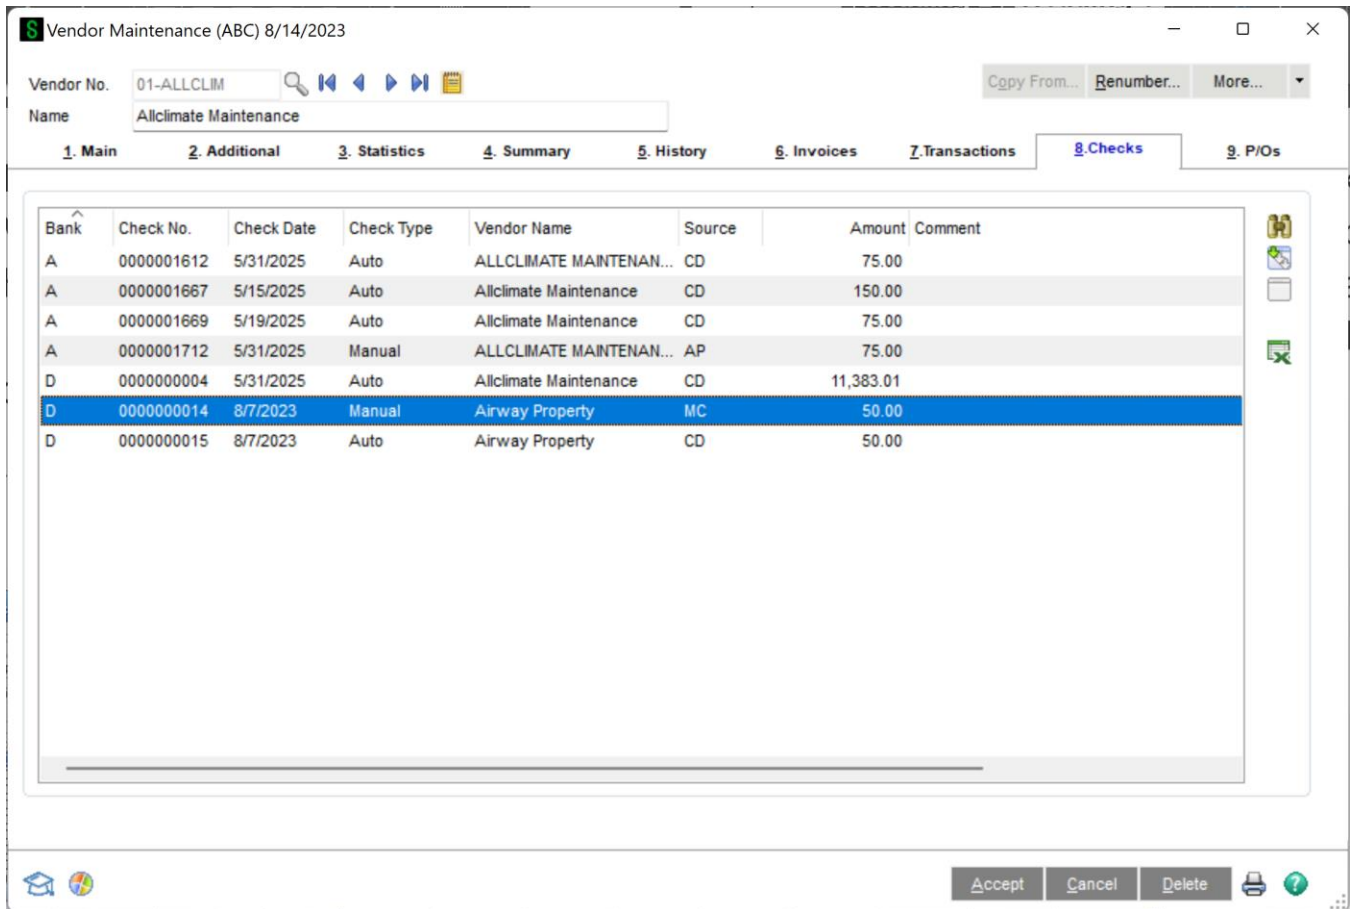 Vendor Maintenance (ABC) 8/14/2023
Vendor No. 01-ALLCLIM Copy From... Renumber... More...
Name Allclimate Maintenance
1. Main 2. Additional 3. Statistics 4. Summary 5. History 6. Invoices 7.Transactions 8.Checks 9. P/Os
Bank Check No. Check Date Check Type Vendor Name Source Amount Comment
A 0000001612 5/31/2025 Auto ALLCLIMATE MAINTENAN... CD 75.00
A 0000001667 5/15/2025 Auto Allclimate Maintenance CD 150.00
A 0000001669 5/19/2025 Auto Allclimate Maintenance CD 75.00
A 0000001712 5/31/2025 Manual ALLCLIMATE MAINTENAN... AP 75.00
D 0000000004 5/31/2025 Auto Allclimate Maintenance CD 11,383.01
D 0000000014 8/7/2023 Manual Airway Property MC 50.00
D 0000000015 8/7/2023 Auto Airway Property CD 50.00
Accept Cancel Delete